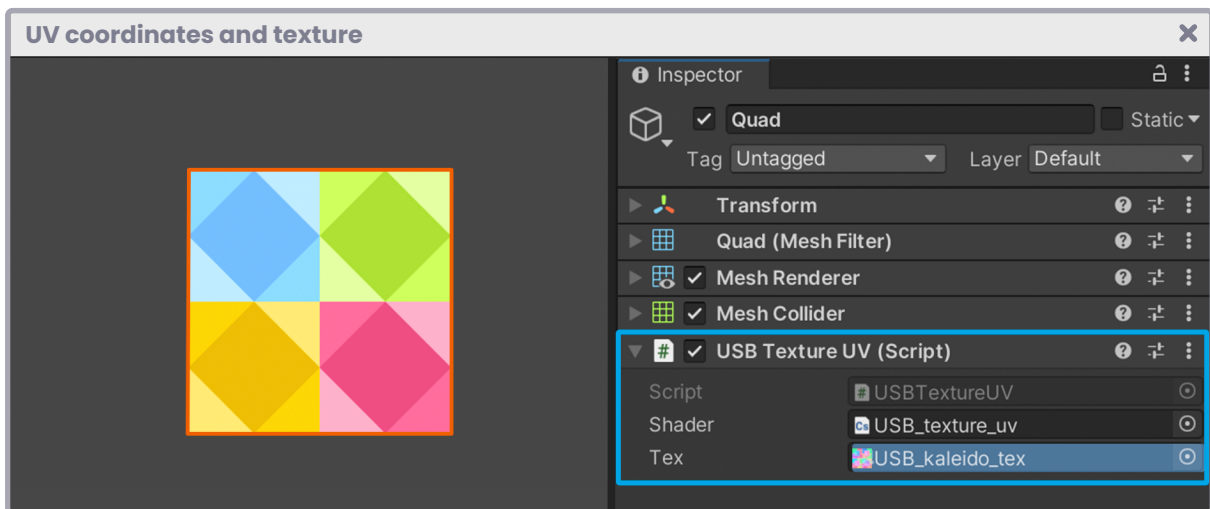 UV coordinates and texture
Inspector
Quad
Static
Tag Untagged Layer Default
Transform
Quad (Mesh Filter)
Mesh Renderer
Mesh Collider
# USB Texture UV (Script)
Script # USBTextureUV
Shader Cs USB_texture_uv
Tex USB_kaleido_tex